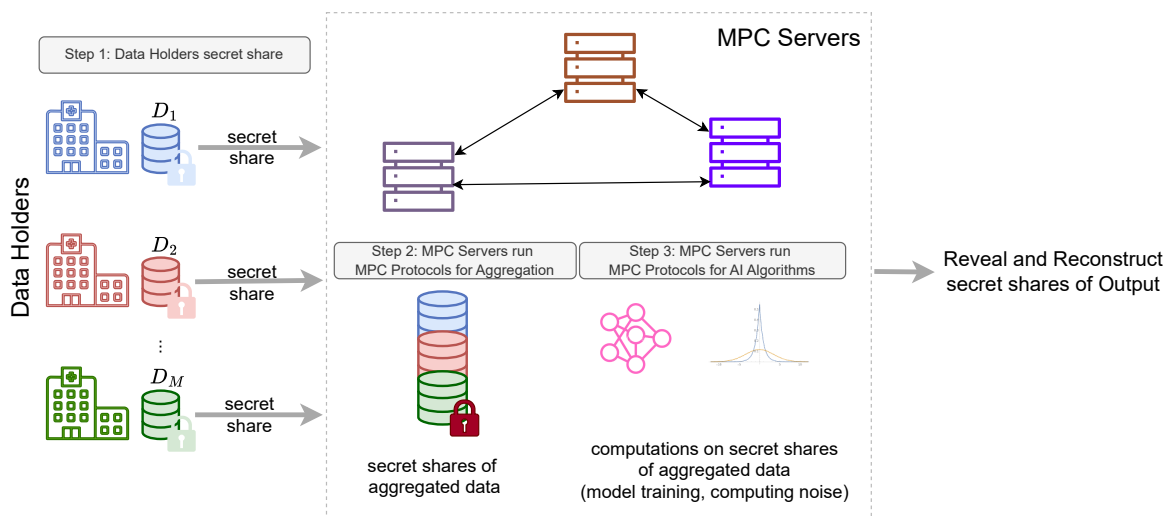 MPC Servers
Step 1: Data Holders secret share
Data Holders
D_1
secret
share
D_2
secret
share
⋮
D_M
secret
share
Step 2: MPC Servers run
MPC Protocols for Aggregation
secret shares of
aggregated data
Step 3: MPC Servers run
MPC Protocols for AI Algorithms
computations on secret shares
of aggregated data
(model training, computing noise)
Reveal and Reconstruct
secret shares of Output